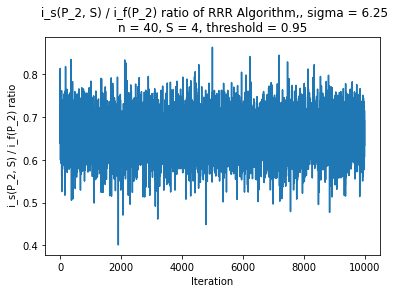 i_s(P_2, S) / i_f(P_2) ratio of RRR Algorithm,, sigma = 6.25
n = 40, S = 4, threshold = 0.95
i_s(P_2, S) / i_f(P_2) ratio
0.8
0.7
0.6
0.5
0.4
0
2000
4000
6000
8000
10000
Iteration